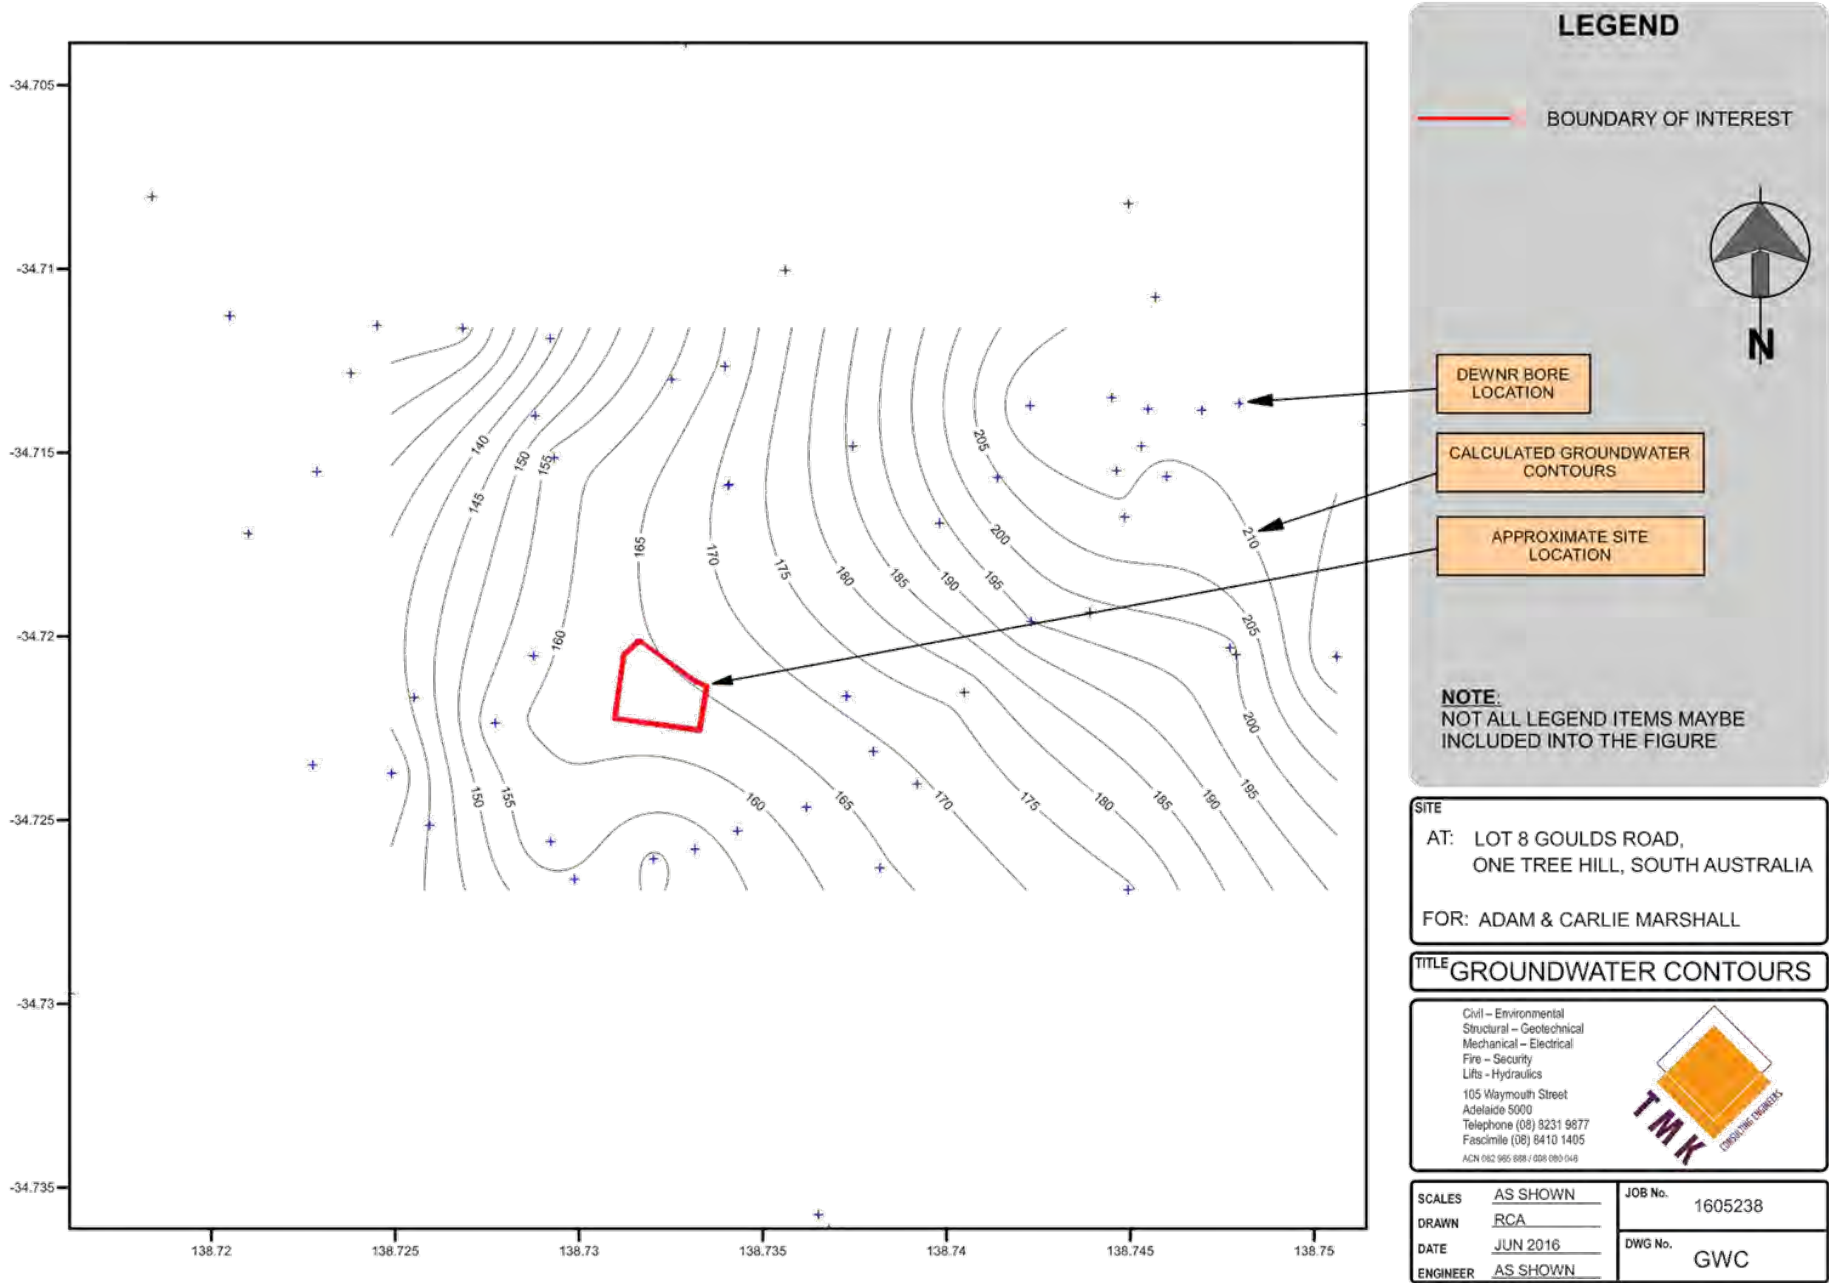 -34.705
-34.71
-34.715
-34.72
-34.725
-34.73
-34.735
138.72
138.725
138.73
138.735
138.74
138.745
138.75
140
145
150
155
160
165
170
175
180
185
190
195
200
205
210
205
200
195
150
155
160
165
170
175
180
185
190
LEGEND
BOUNDARY OF INTEREST
N
DEWNR BORE
LOCATION
CALCULATED GROUNDWATER
CONTOURS
APPROXIMATE SITE
LOCATION
NOTE:
NOT ALL LEGEND ITEMS MAYBE
INCLUDED INTO THE FIGURE
SITE
AT: LOT 8 GOULDS ROAD,
ONE TREE HILL, SOUTH AUSTRALIA
FOR: ADAM & CARLIE MARSHALL
TITLE GROUNDWATER CONTOURS
Civil – Environmental
Structural – Geotechnical
Mechanical – Electrical
Fire – Security
Lifts - Hydraulics
105 Waymouth Street
Adelaide 5000
Telephone (08) 8231 9877
Fascimile (08) 8410 1405
ACN
TMK
CONSULTING ENGINEERS
SCALES AS SHOWN
DRAWN RCA
DATE JUN 2016
ENGINEER AS SHOWN
JOB No. 1605238
DWG No. GWC